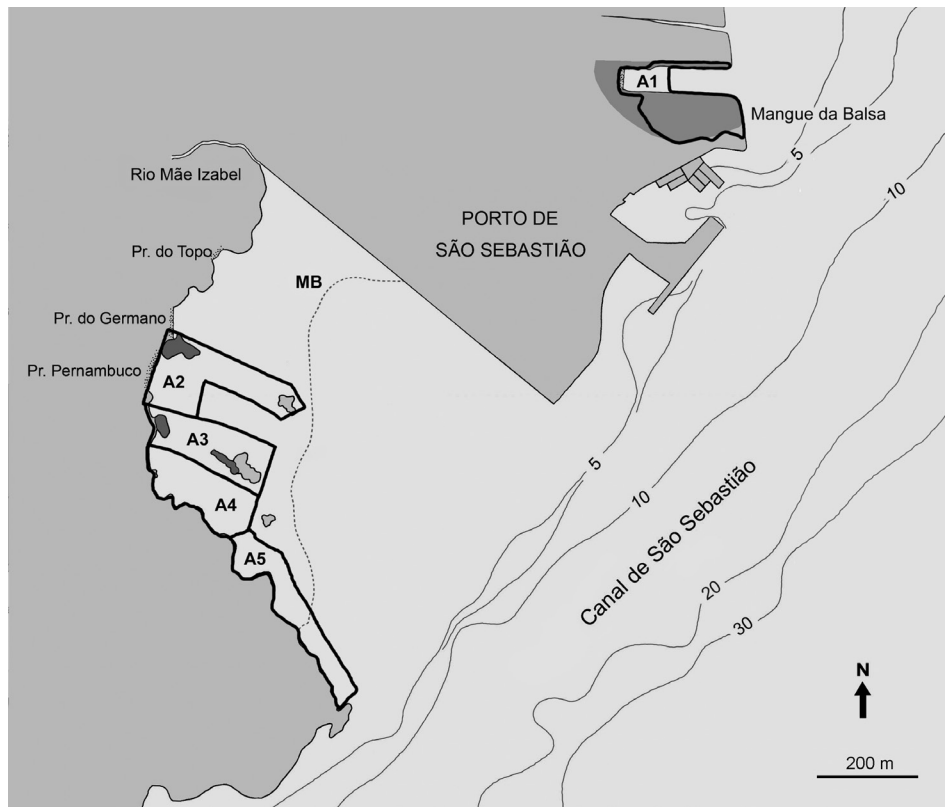 A1
Mangue da Balsa
5
10
Rio Mãe Izabel
PORTO DE
SÃO SEBASTIÃO
Pr. do Topo
MB
Pr. do Germano
Pr. Pernambuco
A2
A3
A4
A5
5
10
Canal de São Sebastião
20
30
N
200 m